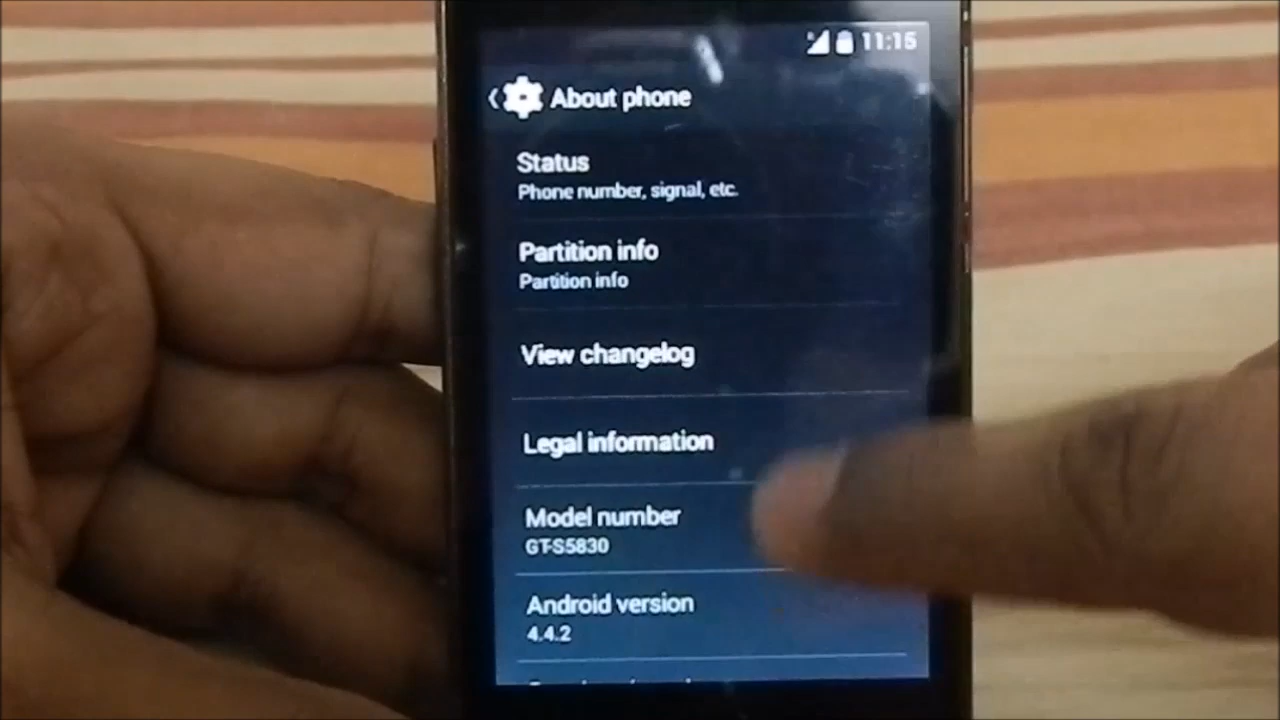 11:15
About phone
Status
Phone number, signal, etc.
Partition info
Partition info
View changelog
Legal information
Model number
GT-S5830
Android version
4.4.2